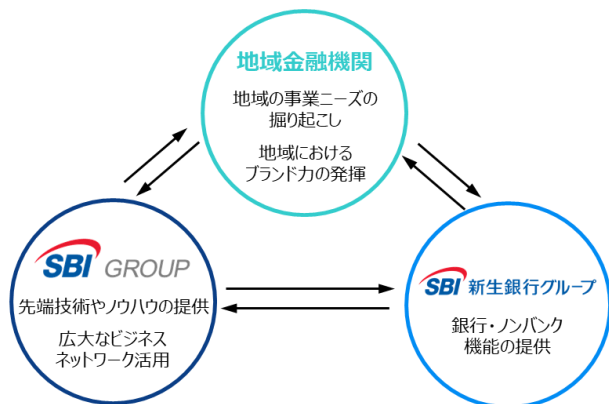 地域金融機関
地域の事業ニーズの
掘り起こし
地域における
ブランド力の発揮
SBI GROUP
先端技術やノウハウの提供
広大なビジネス
ネットワーク活用
SBI 新生銀行グループ
銀行・ノンバンク
機能の提供